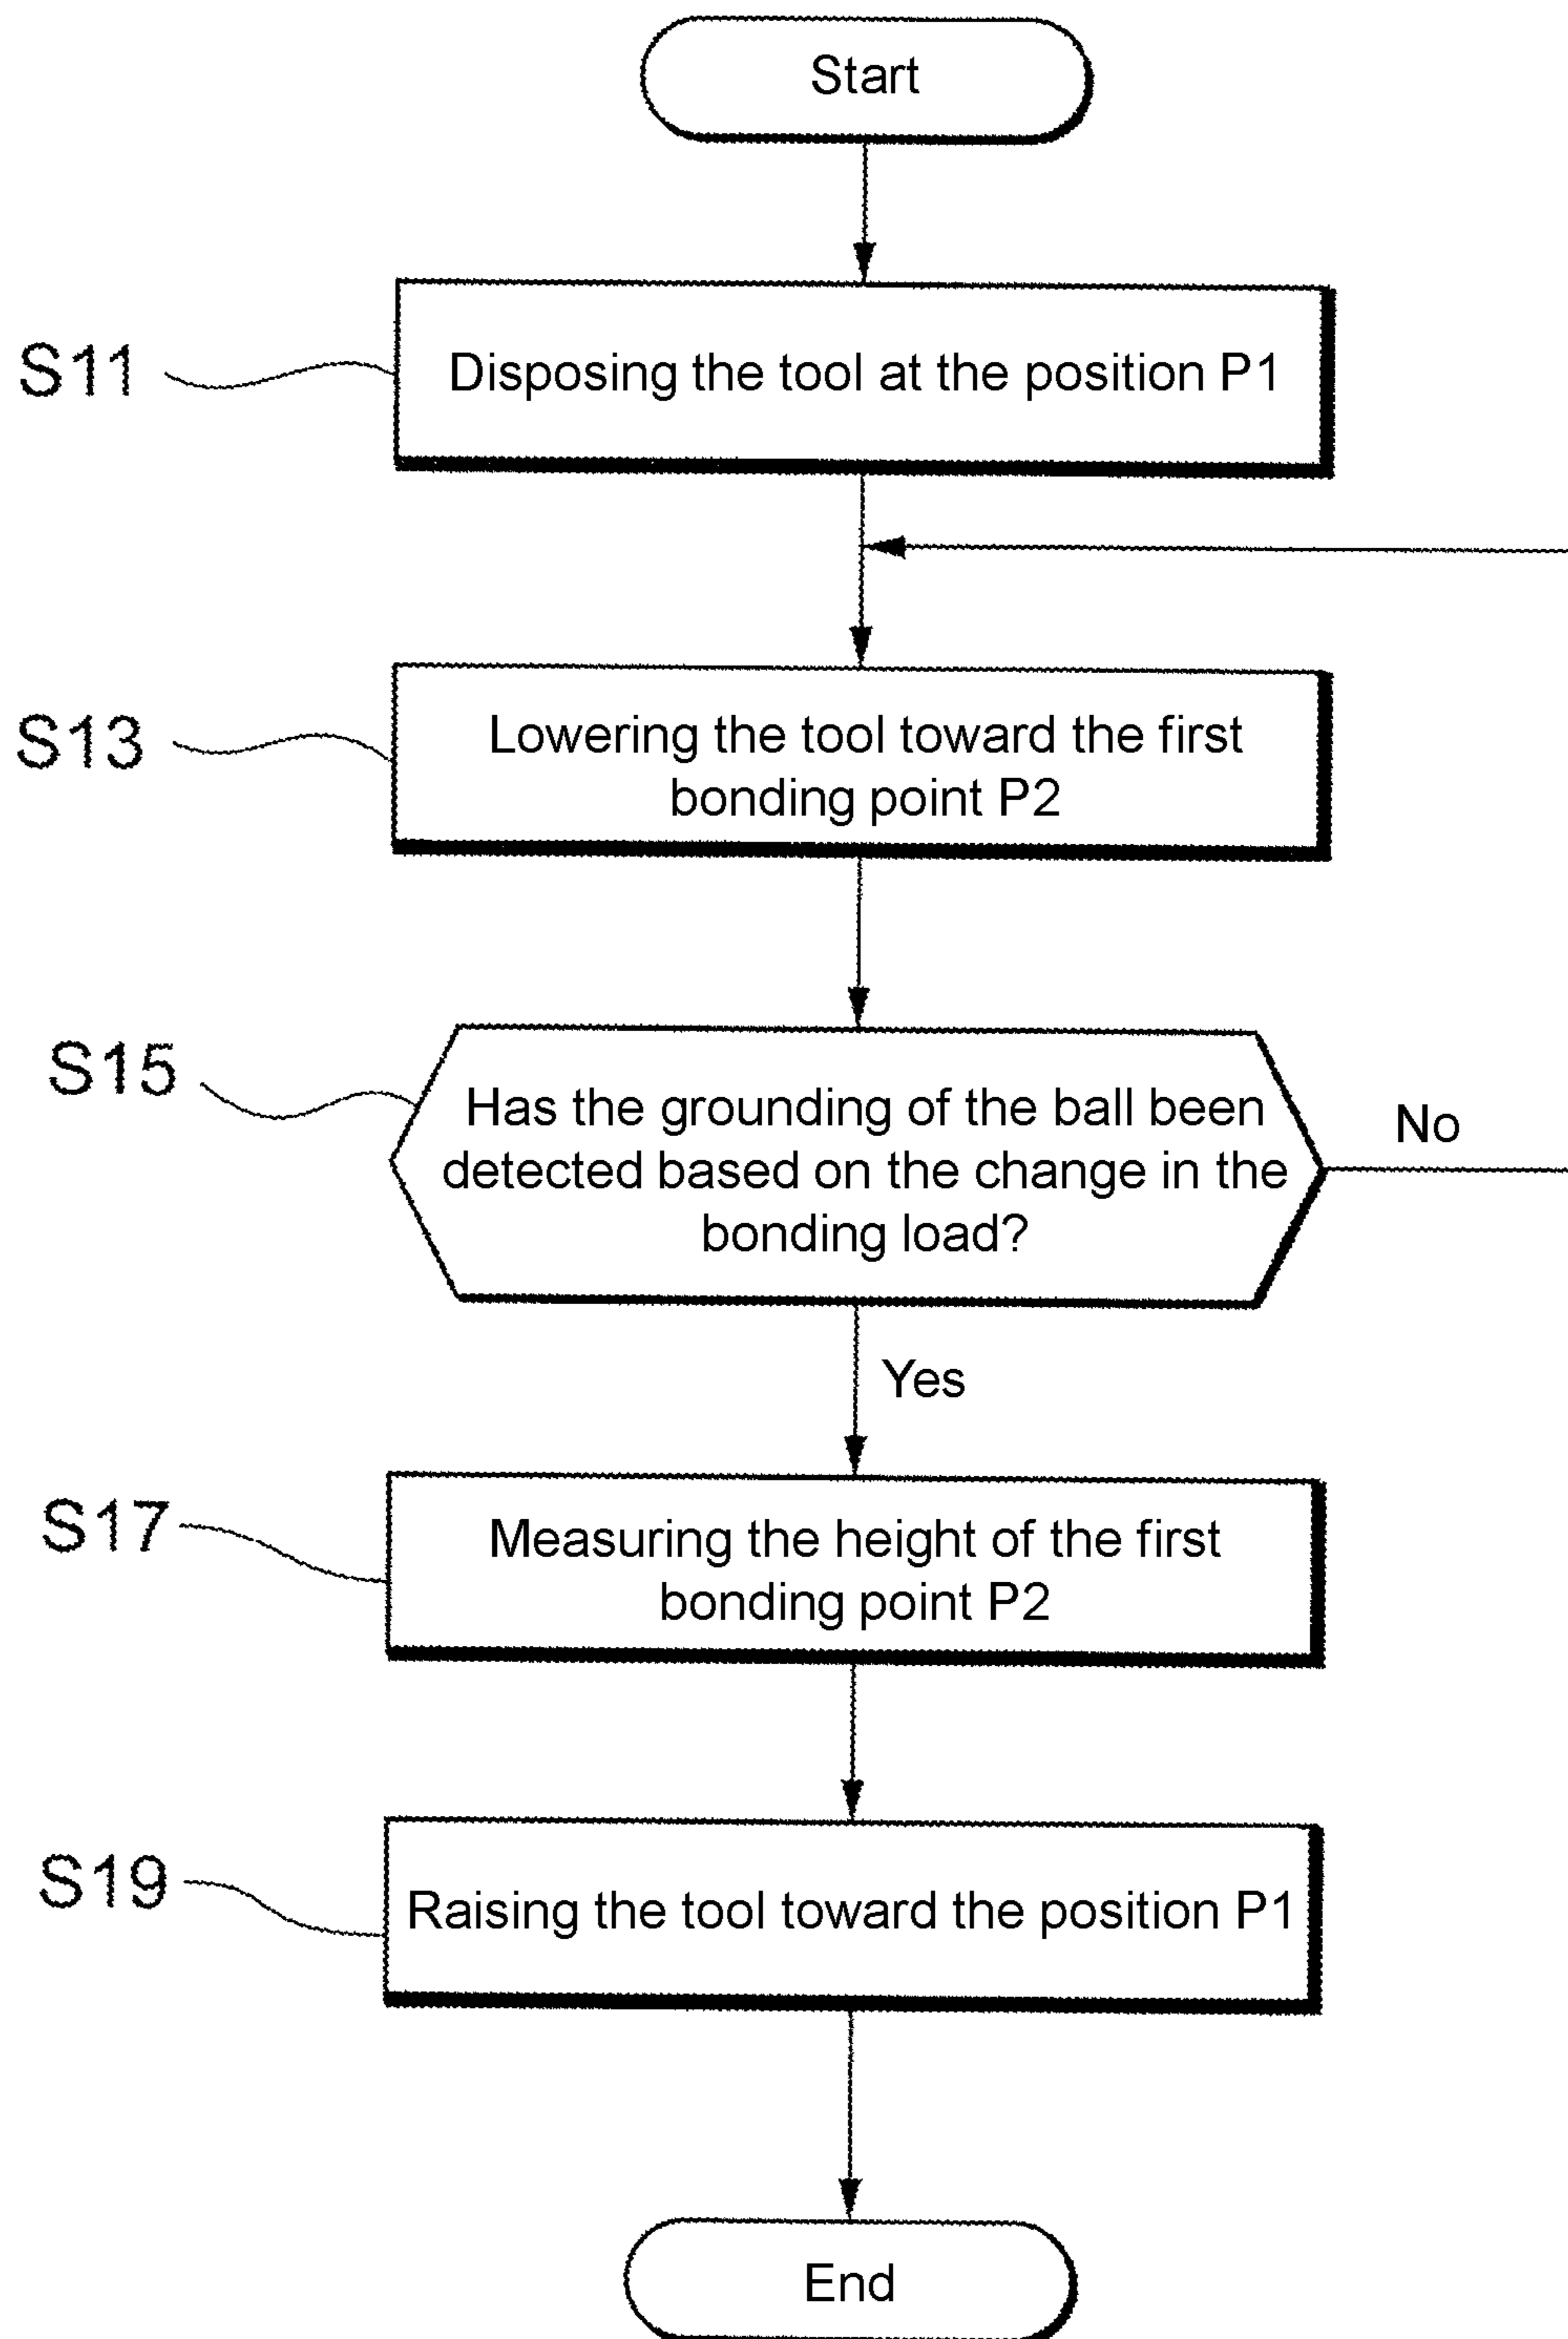 Start
S11
Disposing the tool at the position P1
S13
Lowering the tool toward the first
bonding point P2
S15
Has the grounding of the ball been
detected based on the change in the
bonding load?
No
Yes
S17
Measuring the height of the first
bonding point P2
S19
Raising the tool toward the position P1
End